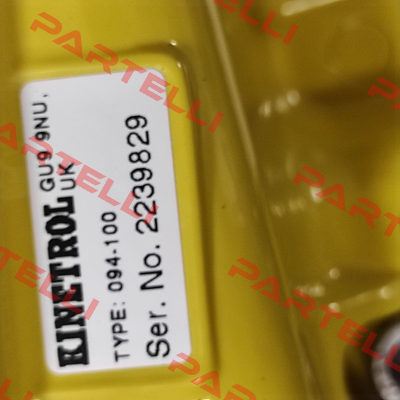 KINETROL GU9 9NU,
UK
TYPE: 094-100
Ser. No. 2239829
PARTELLI
PARTELLI
PARTELLI
PARTELLI
PARTELLI